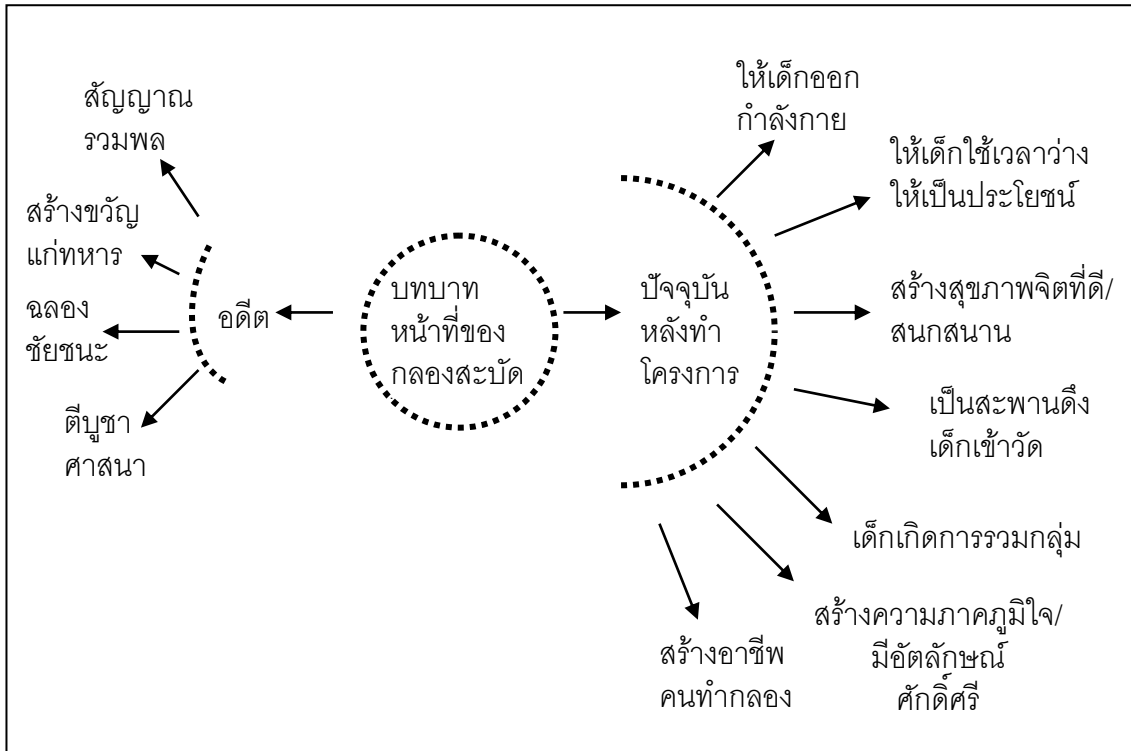 สัญญาณ
รวมพล
สร้างขวัญ
แก่ทหาร
ฉลอง
ชัยชนะ
ตีบูชา
ศาสนา
อดีต
บทบาท
หน้าที่ของ
กลองสะบัด
ปัจจุบัน
หลังทำ
โครงการ
ให้เด็กออก
กำลังกาย
ให้เด็กใช้เวลาว่าง
ให้เป็นประโยชน์
สร้างสุขภาพจิตที่ดี/
สนกสนาน
เป็นสะพานดึง
เด็กเข้าวัด
เด็กเกิดการรวมกลุ่ม
สร้างความภาคภูมิใจ/
มีอัตลักษณ์
ศักดิ์ศรี
สร้างอาชีพ
คนทำกลอง